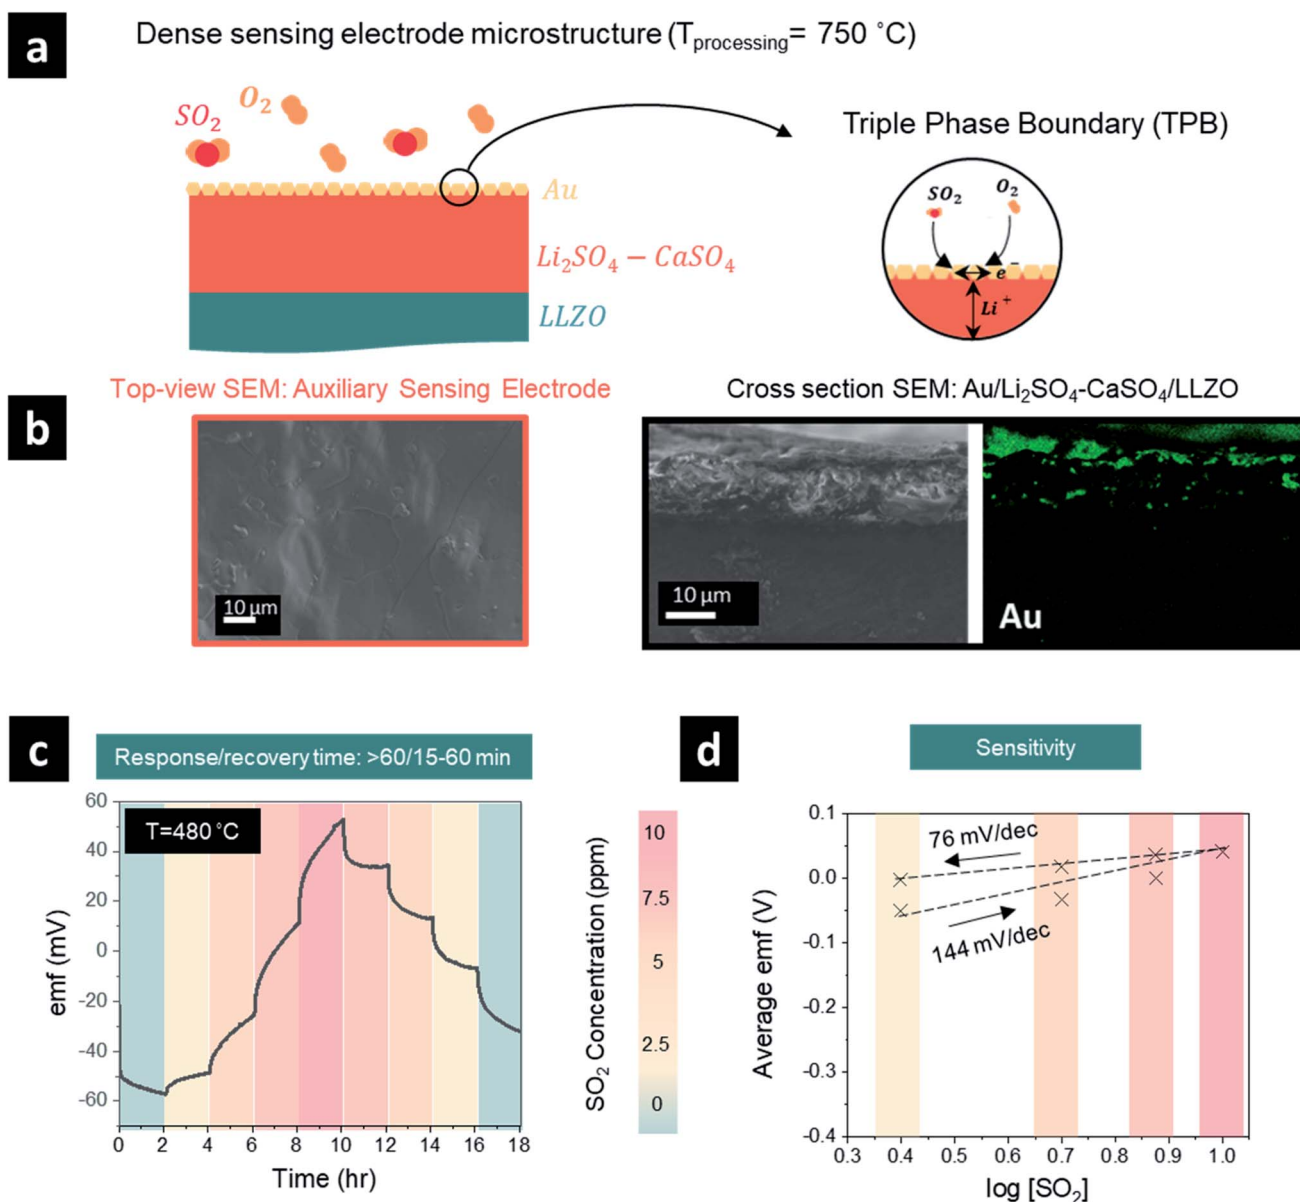 a
Dense sensing electrode microstructure (Tprocessing= 750 °C)
SO2
O2
Triple Phase Boundary (TPB)
Au
Li2SO4 − CaSO4
LLZO
SO2
O2
e−
Li+
b
Top-view SEM: Auxiliary Sensing Electrode
Cross section SEM: Au/Li2SO4-CaSO4/LLZO
10 μm
10 μm
Au
c
Response/recovery time: >60/15-60 min
T=480 °C
emf (mV)
60
40
20
0
-20
-40
-60
0 2 4 6 8 10 12 14 16 18
Time (hr)
SO2 Concentration (ppm)
10
7.5
5
2.5
0
d
Sensitivity
Average emf (V)
0.1
0.0
-0.1
-0.2
-0.3
-0.4
76 mV/dec
144 mV/dec
0.3 0.4 0.5 0.6 0.7 0.8 0.9 1.0
log [SO2]